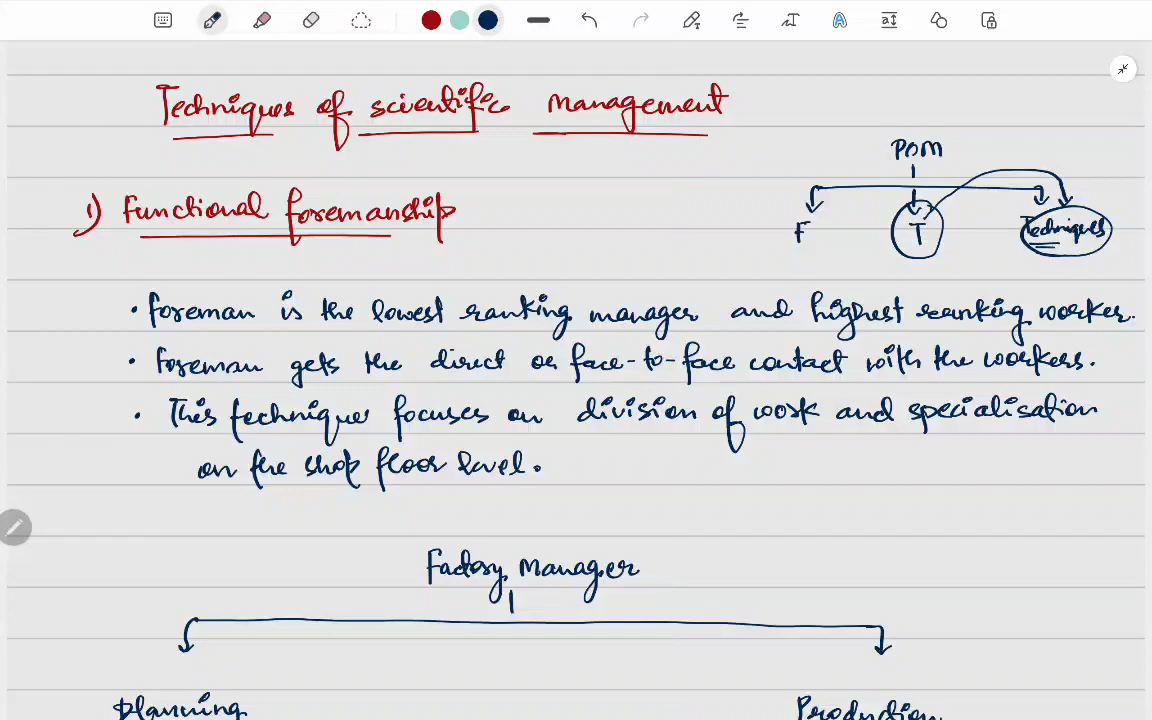 Techniques of scientific management
POM
F T Techniques
1) Functional foremanship
• Foreman is the lowest ranking manager and highest ranking worker.
• Foreman gets the direct or face-to-face contact with the workers.
• This technique focuses on division of work and specialisation
on the shop floor level.
Factory Manager
Planning Production